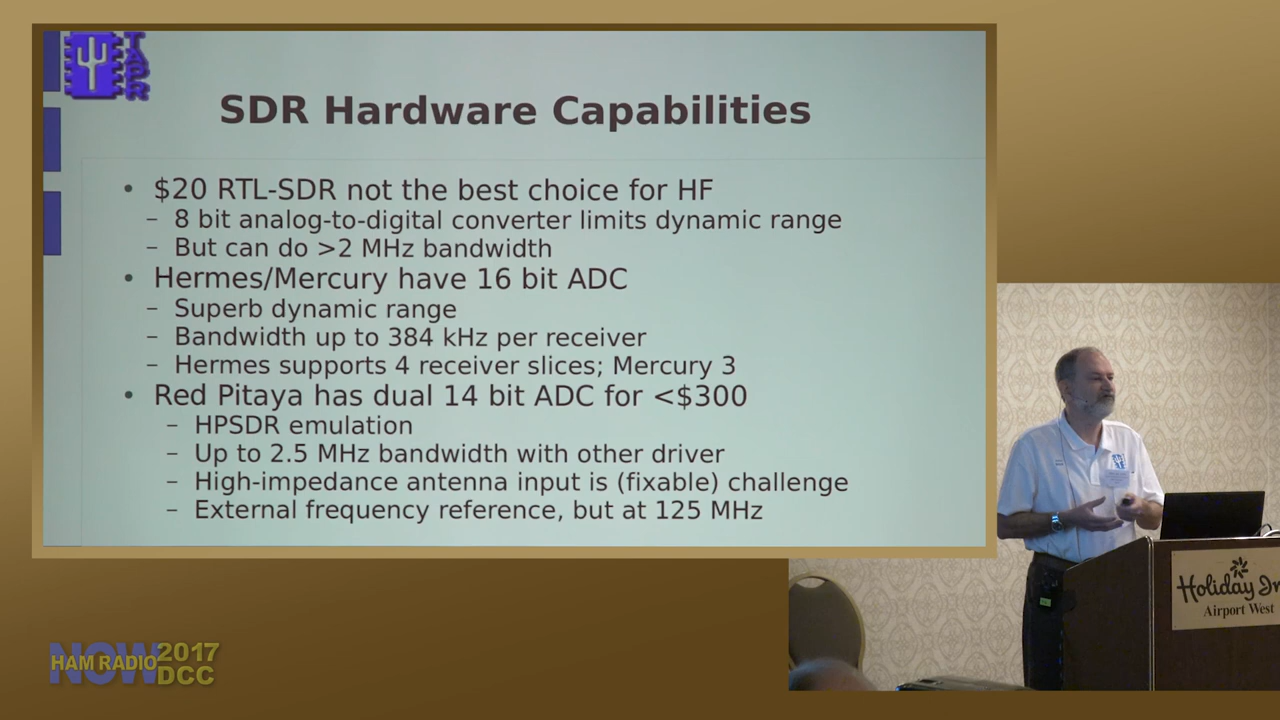 TAPR
SDR Hardware Capabilities
• $20 RTL-SDR not the best choice for HF
– 8 bit analog-to-digital converter limits dynamic range
– But can do >2 MHz bandwidth
• Hermes/Mercury have 16 bit ADC
– Superb dynamic range
– Bandwidth up to 384 kHz per receiver
– Hermes supports 4 receiver slices; Mercury 3
• Red Pitaya has dual 14 bit ADC for <$300
– HPSDR emulation
– Up to 2.5 MHz bandwidth with other driver
– High-impedance antenna input is (fixable) challenge
– External frequency reference, but at 125 MHz
Holiday In
Airport West
NOW
HAM RADIO 2017
DCC